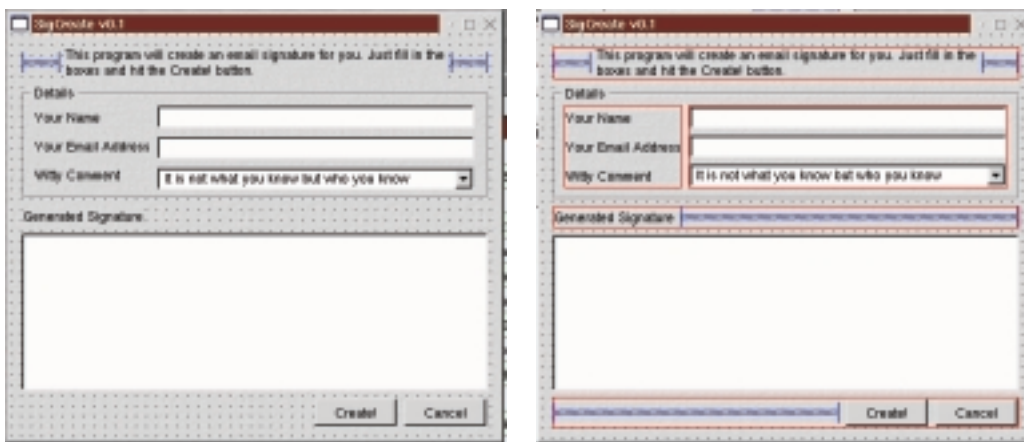 SigCreate v0.1
This program will create an email signature for you. Just fill in the
boxes and hit the Create! button.
Details
Your Name
Your Email Address
Witty Comment
It is not what you know but who you know
Generated Signature
Create!
Cancel
SigCreate v0.1
This program will create an email signature for you. Just fill in the
boxes and hit the Create! button.
Details
Your Name
Your Email Address
Witty Comment
It is not what you know but who you know
Generated Signature
Create!
Cancel